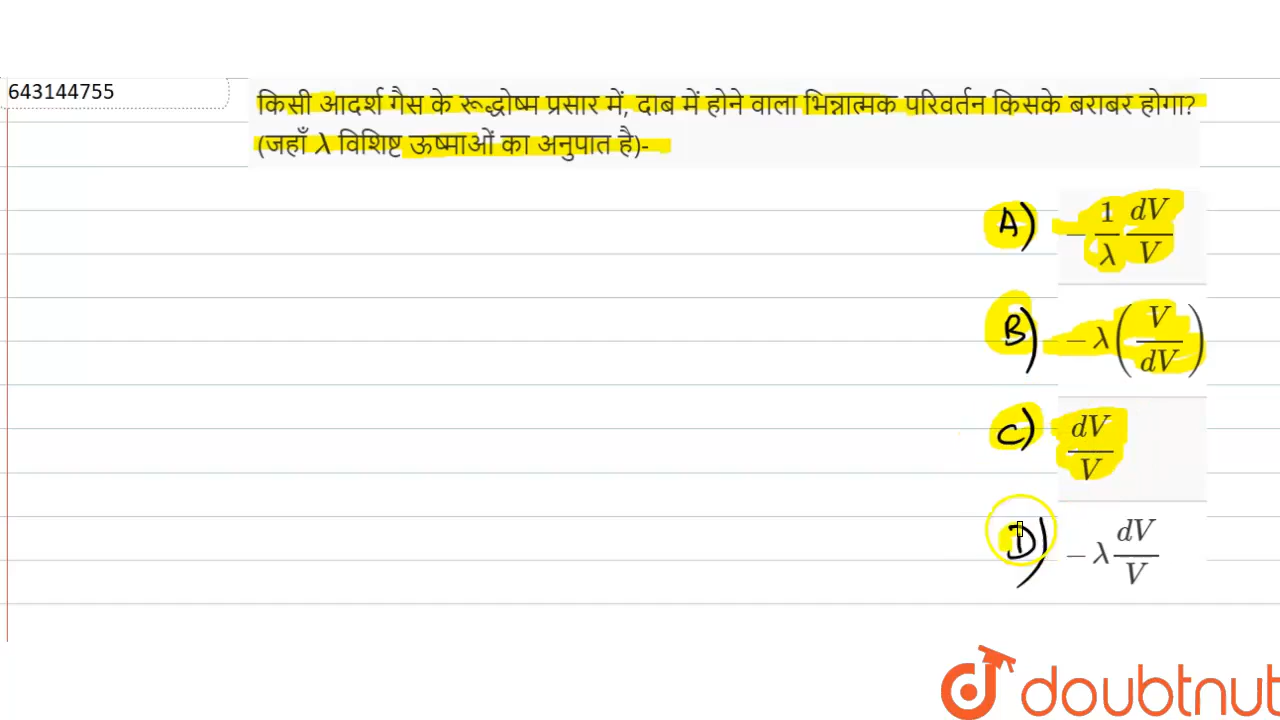 643144755
किसी आदर्श गैस के रूद्धोष्म प्रसार में, दाब में होने वाला भिन्नात्मक परिवर्तन किसके बराबर होगा?
(जहाँ λ विशिष्ट ऊष्माओं का अनुपात है)-
A) -1/λ dV/V
B) -λ(V/dV)
C) dV/V
D) -λ dV/V
doubtnut